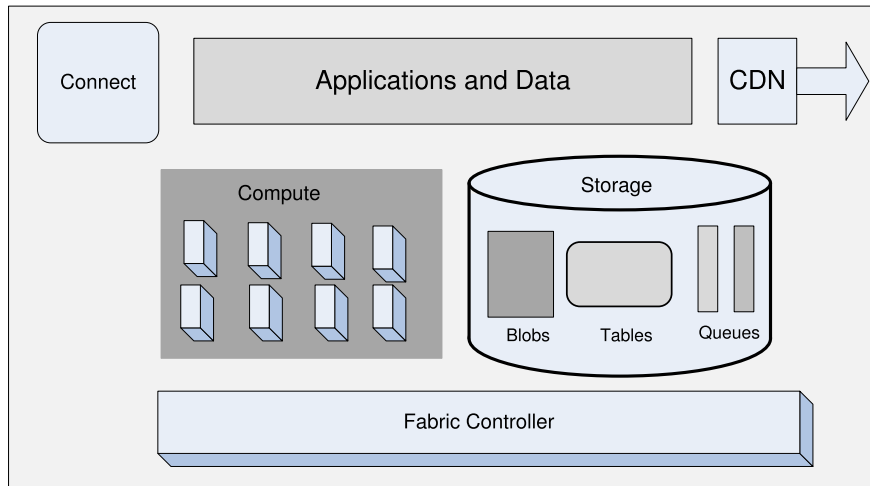 Connect
Applications and Data
CDN
Compute
Storage
Blobs
Tables
Queues
Fabric Controller